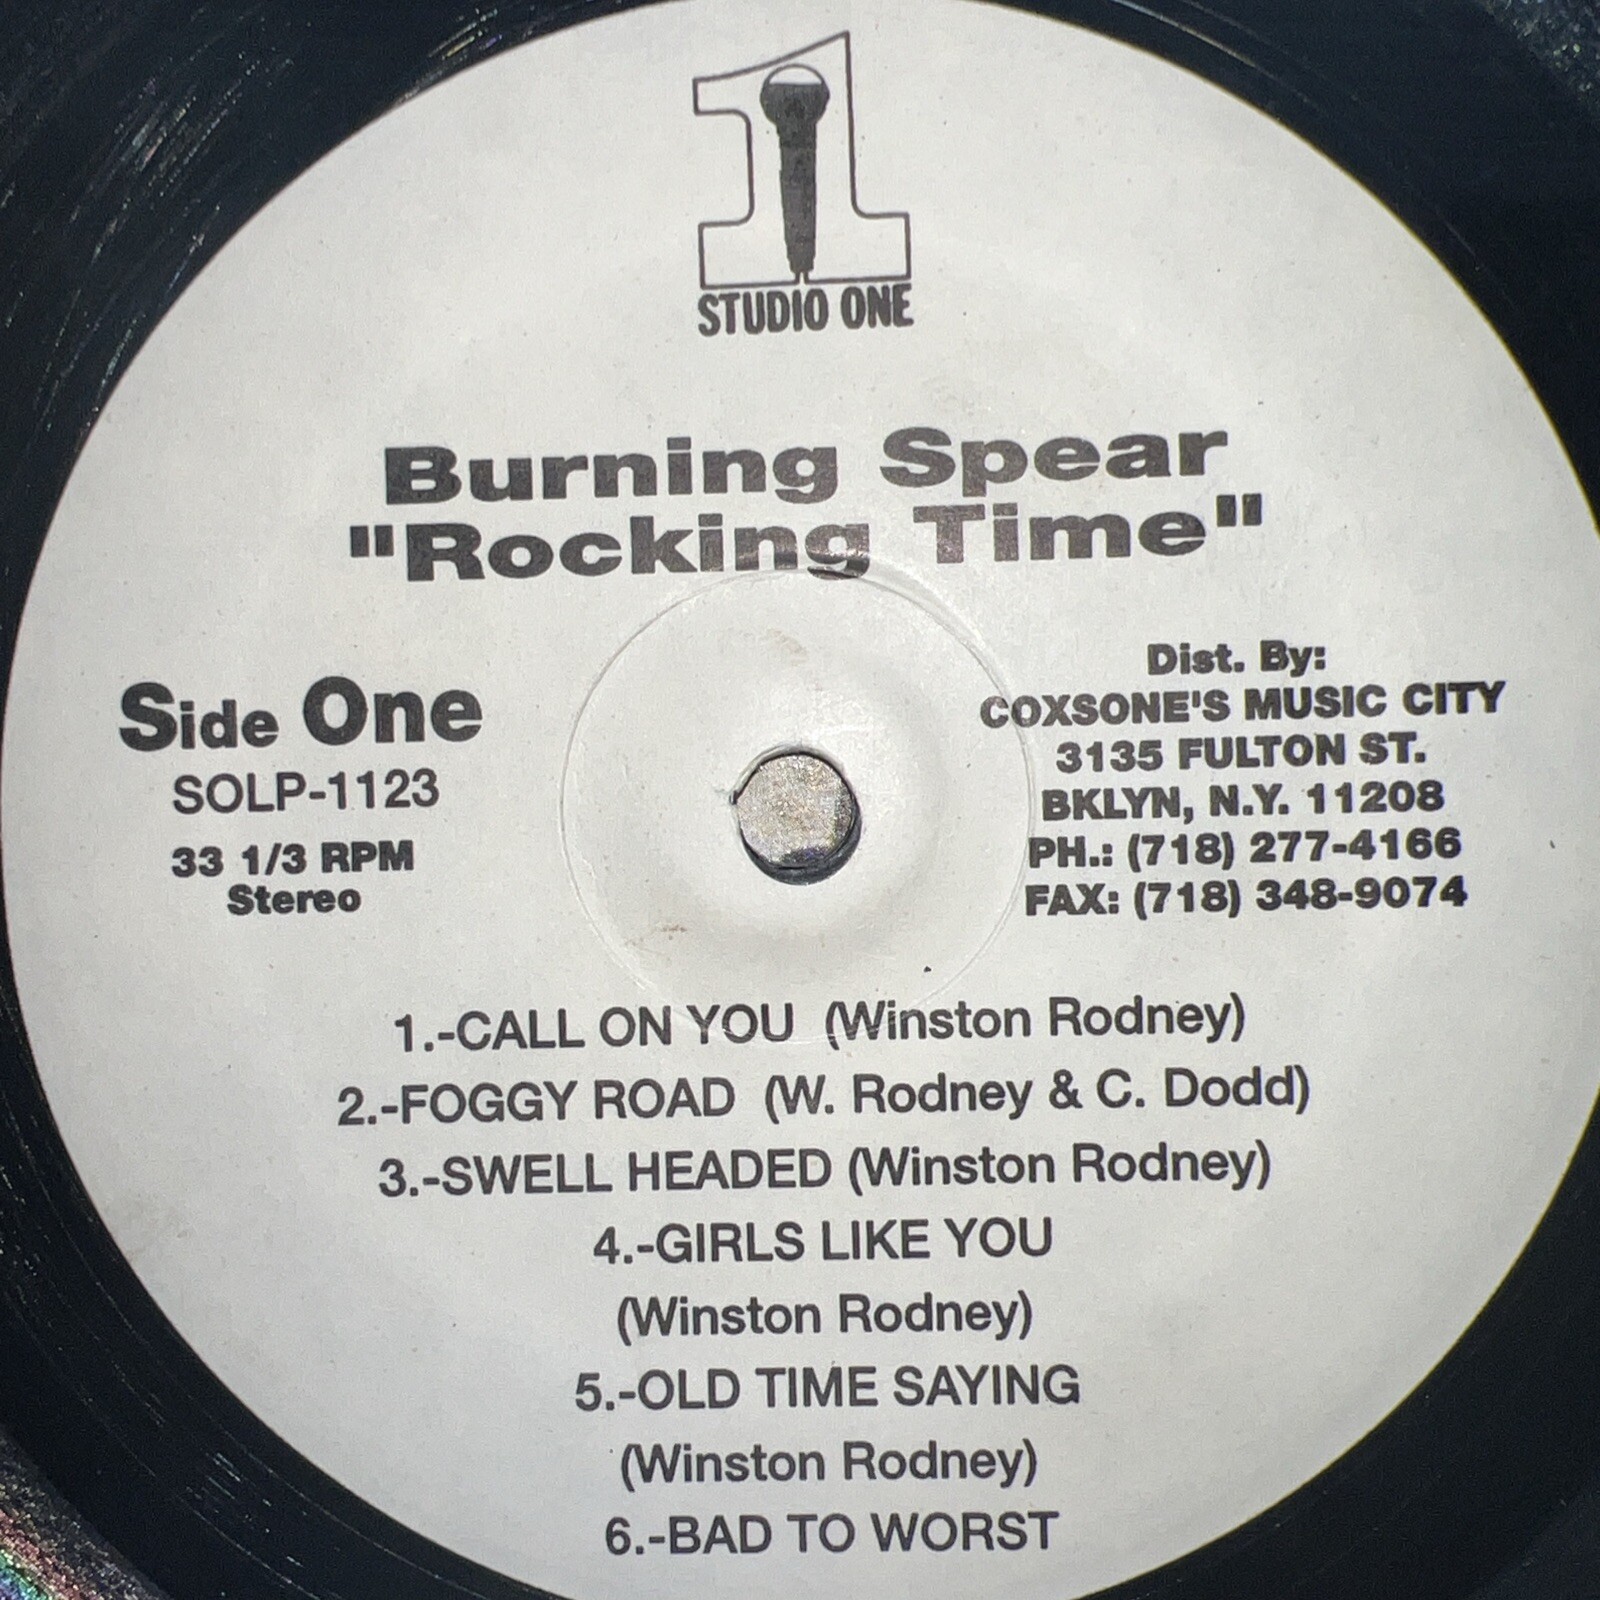 1
STUDIO ONE
Burning Spear
"Rocking Time"
Side One
SOLP-1123
33 1/3 RPM
Stereo
Dist. By:
COXSONE'S MUSIC CITY
3135 FULTON ST.
BKLYN, N.Y. 11208
PH.: (718) 277-4166
FAX: (718) 348-9074
1.-CALL ON YOU (Winston Rodney)
2.-FOGGY ROAD (W. Rodney & C. Dodd)
3.-SWELL HEADED (Winston Rodney)
4.-GIRLS LIKE YOU
(Winston Rodney)
5.-OLD TIME SAYING
(Winston Rodney)
6.-BAD TO WORST